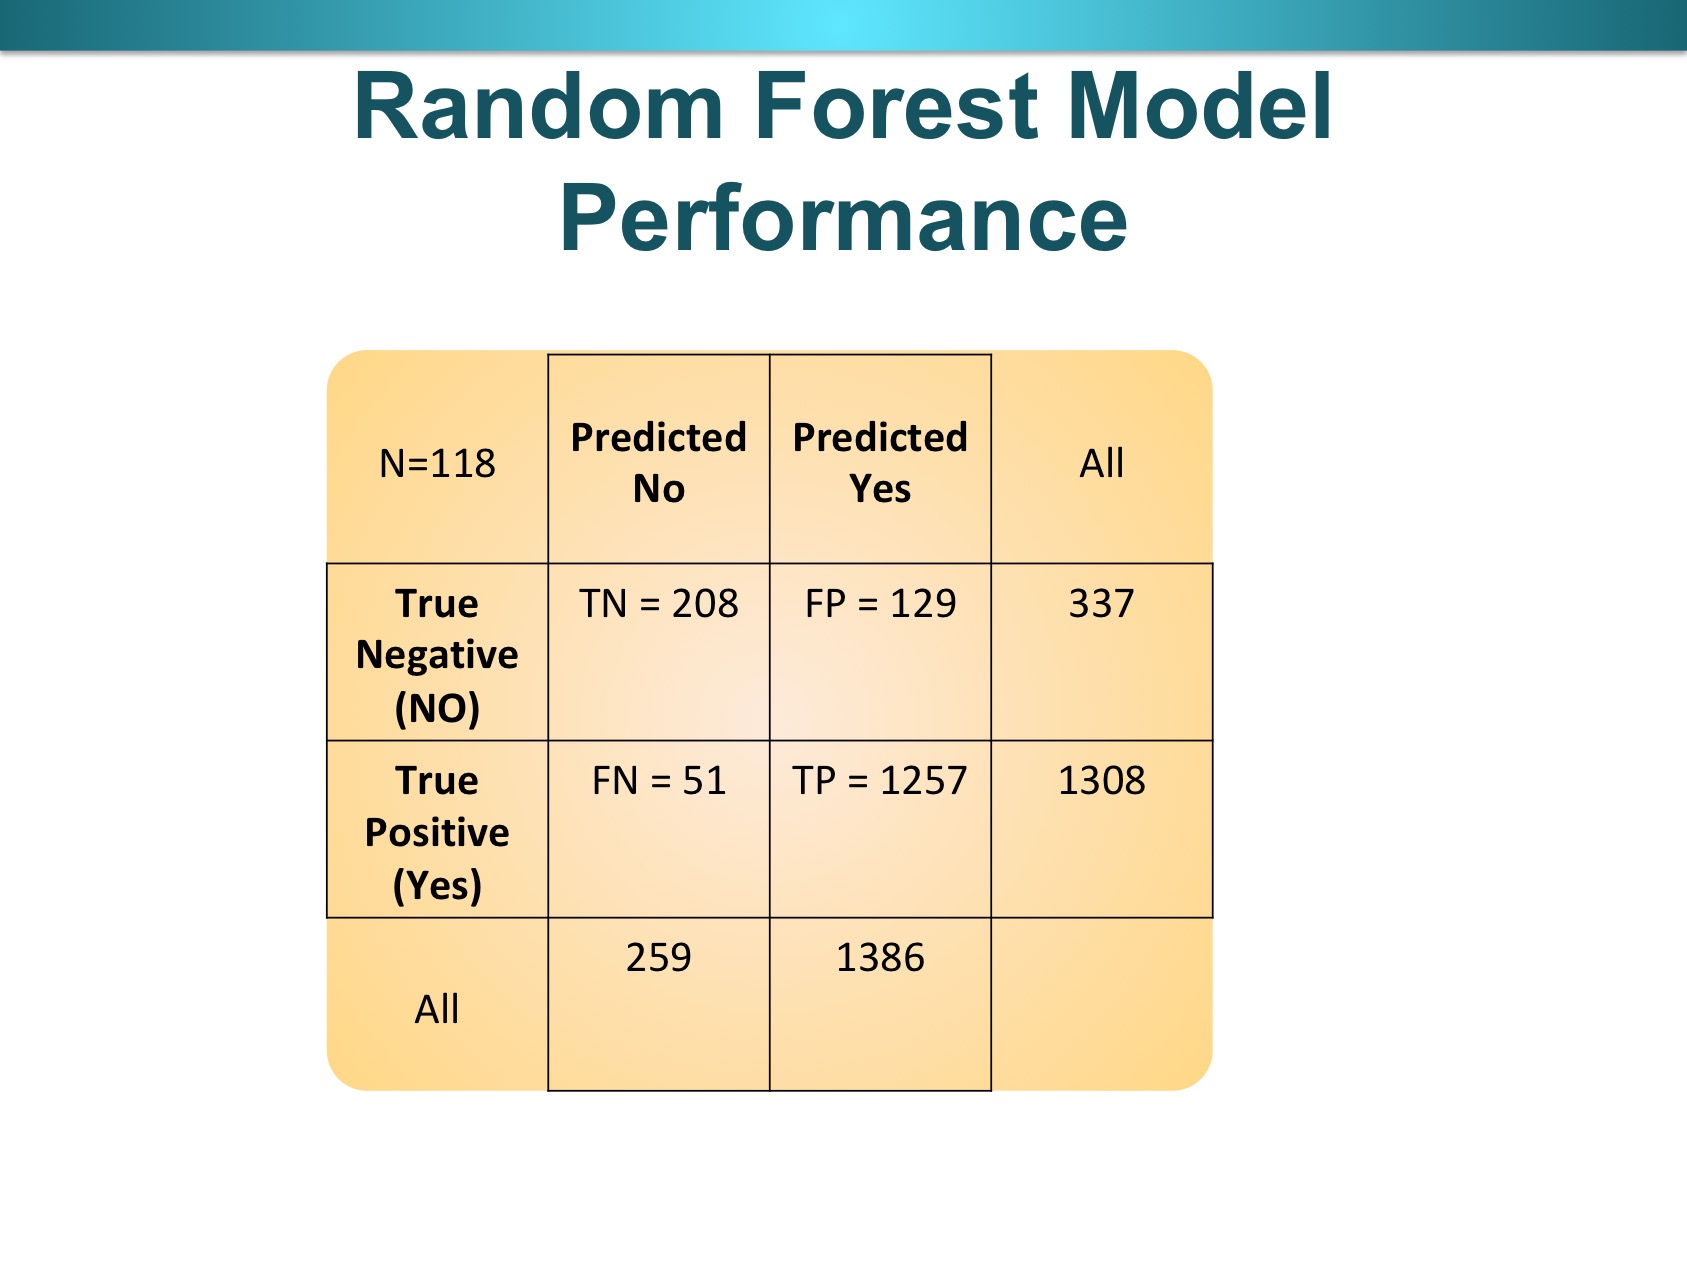 Random Forest Model
Performance
N=118
Predicted
No
Predicted
Yes
All
True
Negative
(NO)
TN = 208
FP = 129
337
True
Positive
(Yes)
FN = 51
TP = 1257
1308
All
259
1386